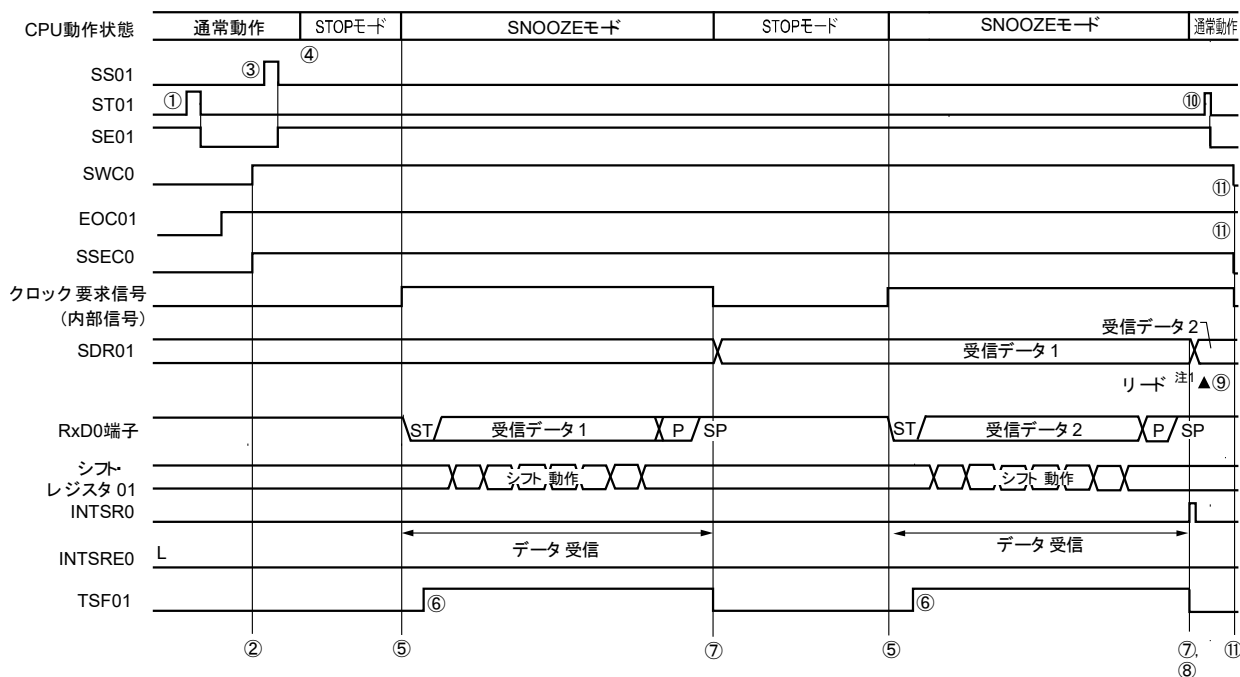 CPU動作状態 通常動作 STOPモード SNOOZEモード STOPモード SNOOZEモード 通常動作
④
SS01 ③
ST01 ① ⑩
SE01
SWC0 ⑪
EOC01
SSEC0 ⑪
クロック要求信号
(内部信号)
受信データ2
SDR01 受信データ1
リード 注1 ▲⑨
RxD0端子 ST 受信データ1 P SP ST 受信データ2 P SP
シフト・
レジスタ01 シフト動作 シフト動作
INTSR0
データ受信 データ受信
INTSRE0 L
TSF01 ⑥ ⑥
② ⑤ ⑦ ⑤ ⑦, ⑪
⑧